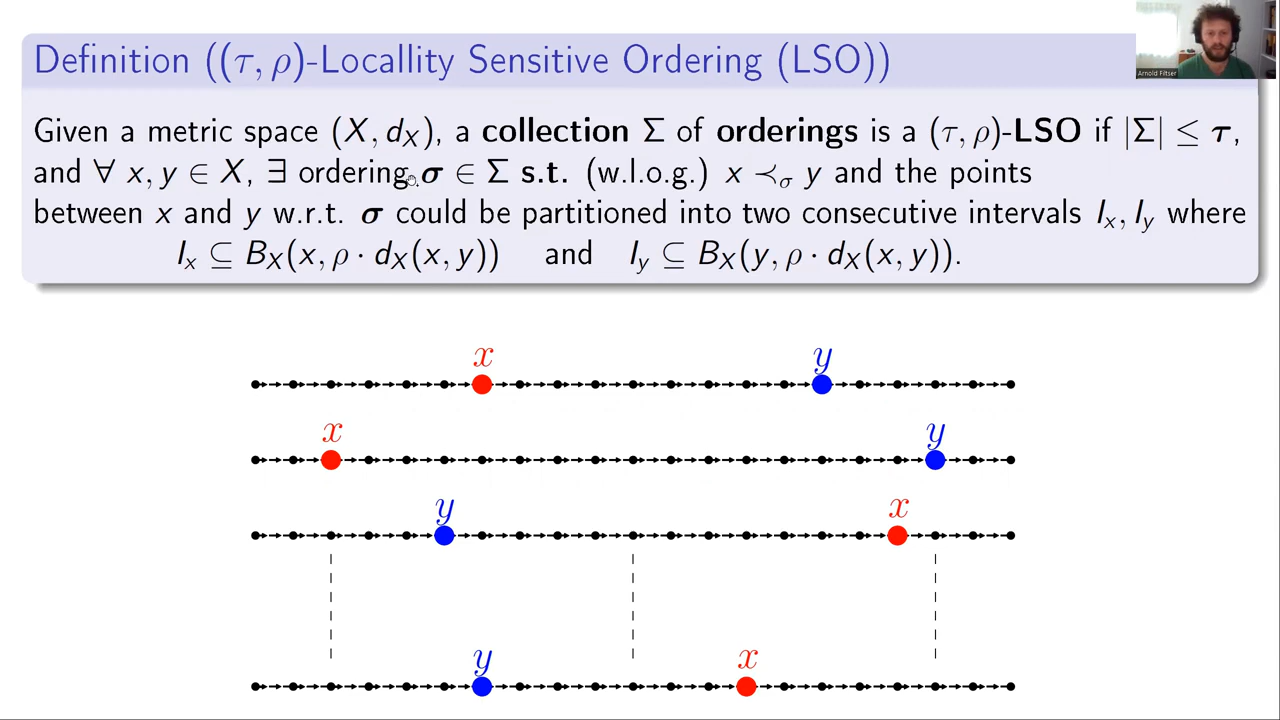 Definition ((τ, ρ)-Locallity Sensitive Ordering (LSO))
Arnold Filtser
Given a metric space (X, d_X), a collection Σ of orderings is a (τ, ρ)-LSO if |Σ| ≤ τ,
and ∀ x, y ∈ X, ∃ ordering σ ∈ Σ s.t. (w.l.o.g.) x ≺_σ y and the points
between x and y w.r.t. σ could be partitioned into two consecutive intervals I_x, I_y where
I_x ⊆ B_X(x, ρ · d_X(x, y)) and I_y ⊆ B_X(y, ρ · d_X(x, y)).
x y
x y
y x
y x